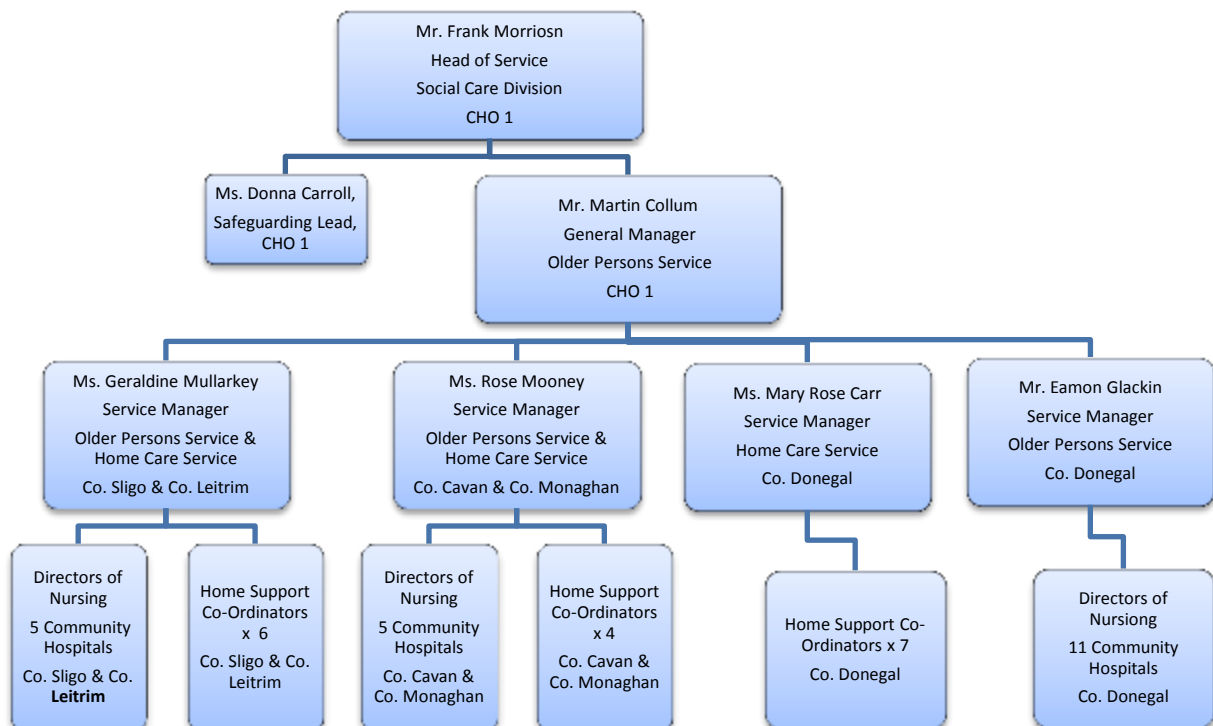 Mr. Frank Morriosn
Head of Service
Social Care Division
CHO 1
Ms. Donna Carroll,
Safeguarding Lead,
CHO 1
Mr. Martin Collum
General Manager
Older Persons Service
CHO 1
Ms. Geraldine Mullarkey
Service Manager
Older Persons Service &
Home Care Service
Co. Sligo & Co. Leitrim
Ms. Rose Mooney
Service Manager
Older Persons Service &
Home Care Service
Co. Cavan & Co. Monaghan
Ms. Mary Rose Carr
Service Manager
Home Care Service
Co. Donegal
Mr. Eamon Glackin
Service Manager
Older Persons Service
Co. Donegal
Directors of
Nursing
5 Community
Hospitals
Co. Sligo & Co.
Leitrim
Home Support
Co-Ordinators
x 6
Co. Sligo & Co.
Leitrim
Directors of
Nursing
5 Community
Hospitals
Co. Cavan &
Co. Monaghan
Home Support
Co-Ordinators
x 4
Co. Cavan &
Co. Monaghan
Home Support Co-
Ordinators x 7
Co. Donegal
Directors of
Nursiong
11 Community
Hospitals
Co. Donegal